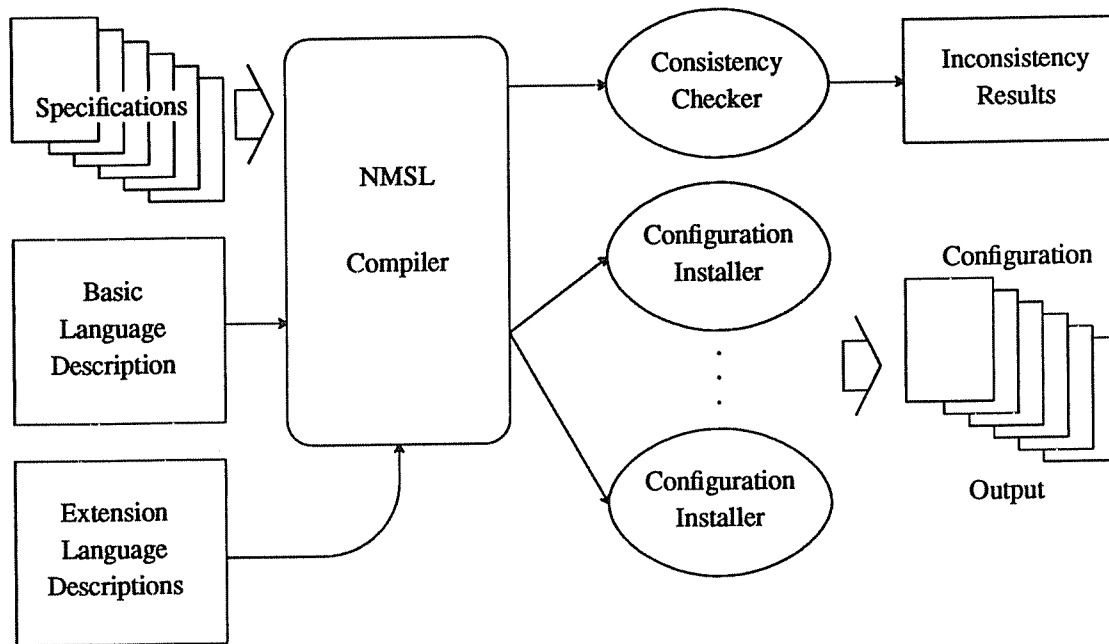 Specifications
NMSL
Compiler
Consistency
Checker
Inconsistency
Results
Basic
Language
Description
Configuration
Installer
Configuration
Output
Extension
Language
Descriptions
Configuration
Installer